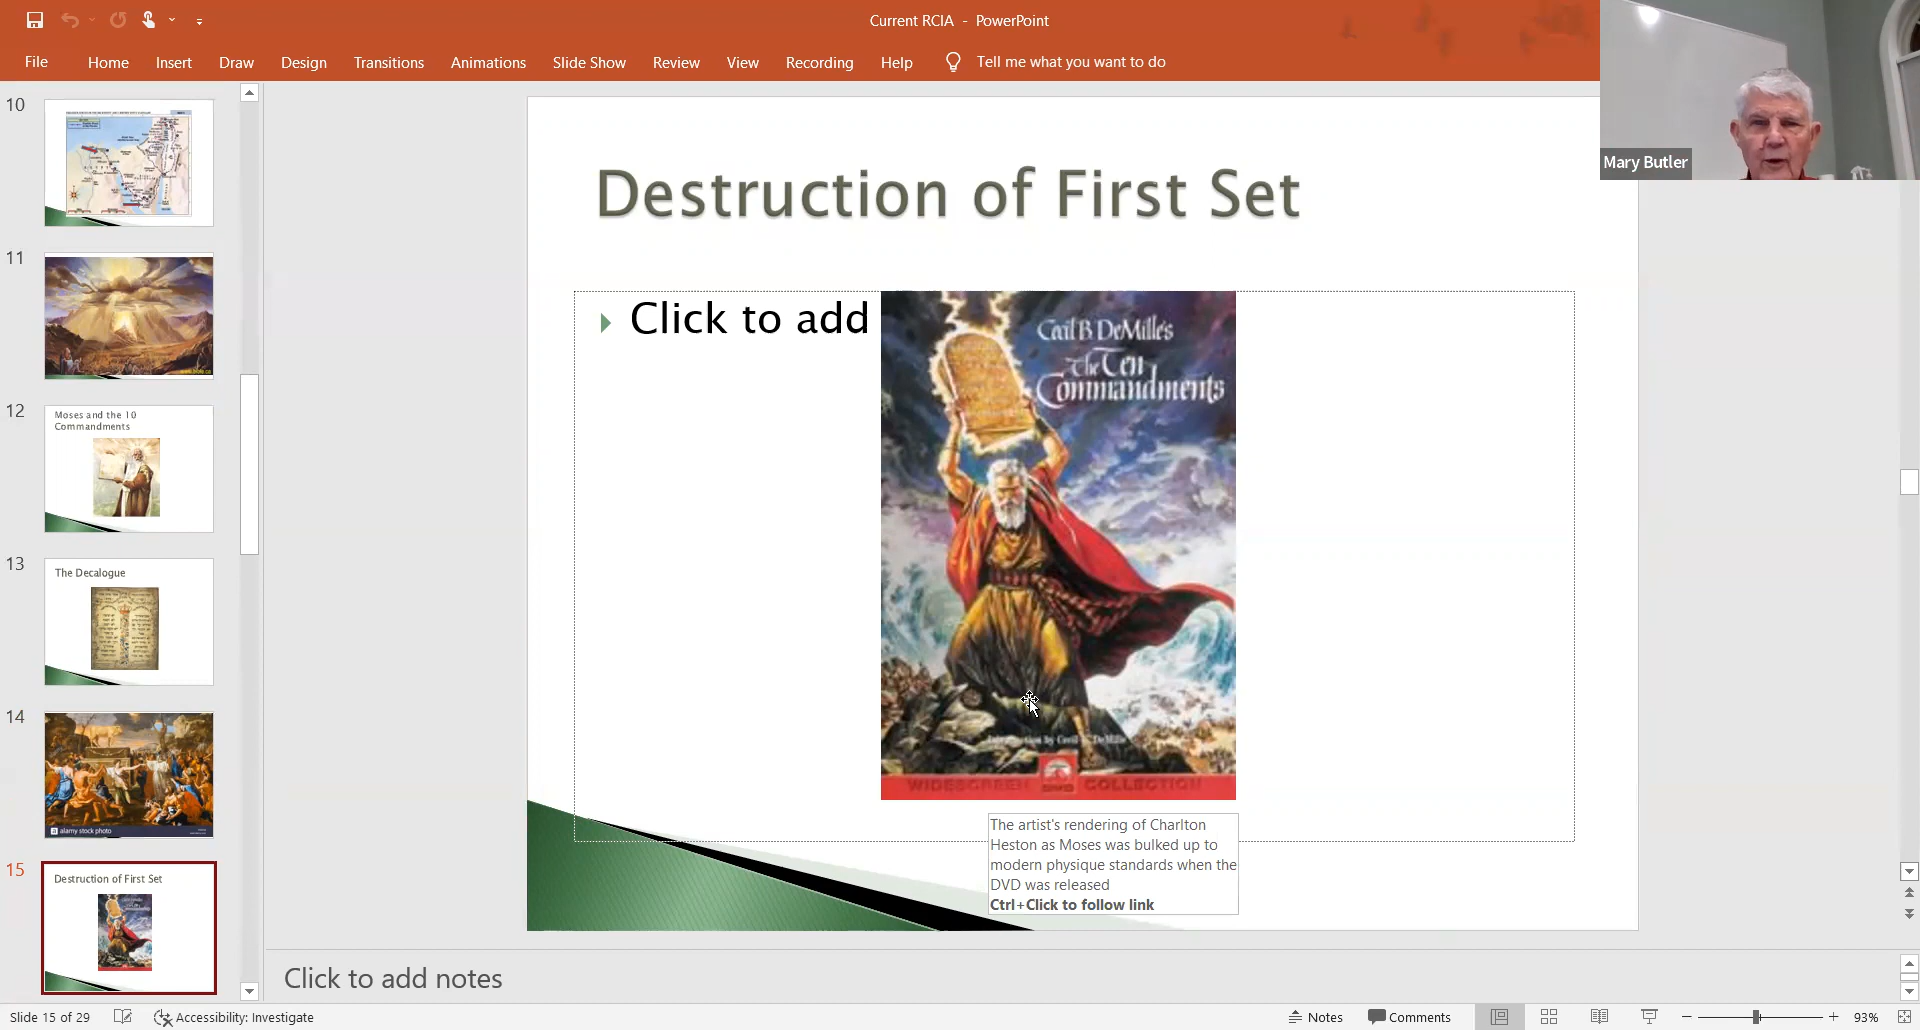 Current RCIA - PowerPoint
File Home Insert Draw Design Transitions Animations Slide Show Review View Recording Help Tell me what you want to do
Mary Butler
10
11
12
Moses and the 10
Commandments
13
The Decalogue
14
alamy stock photo
15
Destruction of First Set
Destruction of First Set
Click to add
Cecil B. DeMille's
The Ten
Commandments
WIDESCREEN COLLECTION
The artist's rendering of Charlton
Heston as Moses was bulked up to
modern physique standards when the
DVD was released
Ctrl+Click to follow link
Click to add notes
Slide 15 of 29 Accessibility: Investigate Notes Comments 93%